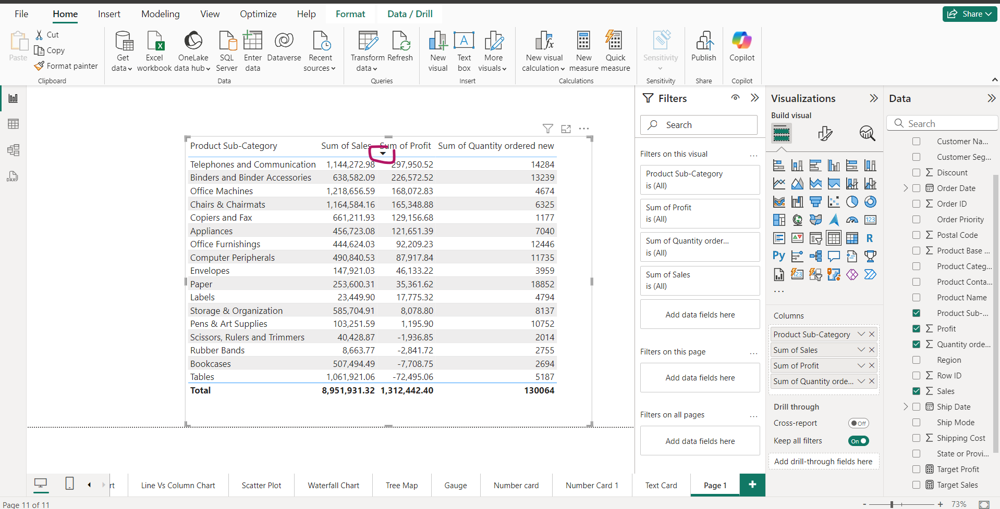 File Home Insert Modeling View Optimize Help Format Data / Drill Share
Paste
Cut
Copy
Format painter
Clipboard
Get data
Excel workbook
OneLake data hub
SQL Server
Enter data
Dataverse
Recent sources
Data
Transform data
Refresh
Queries
New visual
Text box
More visuals
Insert
New visual calculation
New measure
Quick measure
Calculations
Sensitivity
Sensitivity
Publish
Share
Copilot
Copilot
Product Sub-Category Sum of Sales Sum of Profit Sum of Quantity ordered new
Telephones and Communication 1,144,272.98 297,950.52 14284
Binders and Binder Accessories 638,582.09 226,572.52 13239
Office Machines 1,218,656.59 168,072.83 4674
Chairs & Chairmats 1,164,584.16 165,348.88 6325
Copiers and Fax 661,211.93 129,156.68 1177
Appliances 456,723.08 121,651.39 7040
Office Furnishings 444,624.03 92,209.23 12446
Computer Peripherals 490,840.53 87,917.84 11735
Envelopes 147,921.03 46,133.22 3959
Paper 253,600.31 35,361.62 18852
Labels 23,449.90 17,775.32 4794
Storage & Organization 585,704.91 8,078.80 8137
Pens & Art Supplies 103,251.59 1,195.90 10752
Scissors, Rulers and Trimmers 40,428.87 -1,936.85 2014
Rubber Bands 8,663.77 -2,841.72 2755
Bookcases 507,494.49 -7,708.75 2694
Tables 1,061,921.06 -72,495.06 5187
Total 8,951,931.32 1,312,442.40 130064
Filters
Search
Filters on this visual ...
Product Sub-Category
is (All)
Sum of Profit
is (All)
Sum of Quantity order...
is (All)
Sum of Sales
is (All)
Add data fields here
Filters on this page ...
Add data fields here
Filters on all pages ...
Add data fields here
Visualizations
Build visual
123
R
Py
123
...
Columns
Product Sub-Category
Sum of Sales
Sum of Profit
Sum of Quantity orde...
Drill through
Cross-report Off
Keep all filters On
Add drill-through fields here
Data
Search
Customer Na...
Customer Seg...
Discount
Order Date
Order ID
Order Priority
Postal Code
Product Base ...
Product Categ...
Product Conta...
Product Name
Product Sub-...
Profit
Quantity orde...
Region
Row ID
Sales
Ship Date
Ship Mode
Shipping Cost
State or Provi...
Target Profit
Target Sales
DAX
rt Line Vs Column Chart Scatter Plot Waterfall Chart Tree Map Gauge Number card Number Card 1 Text Card Page 1 +
Page 11 of 11 - + 73%